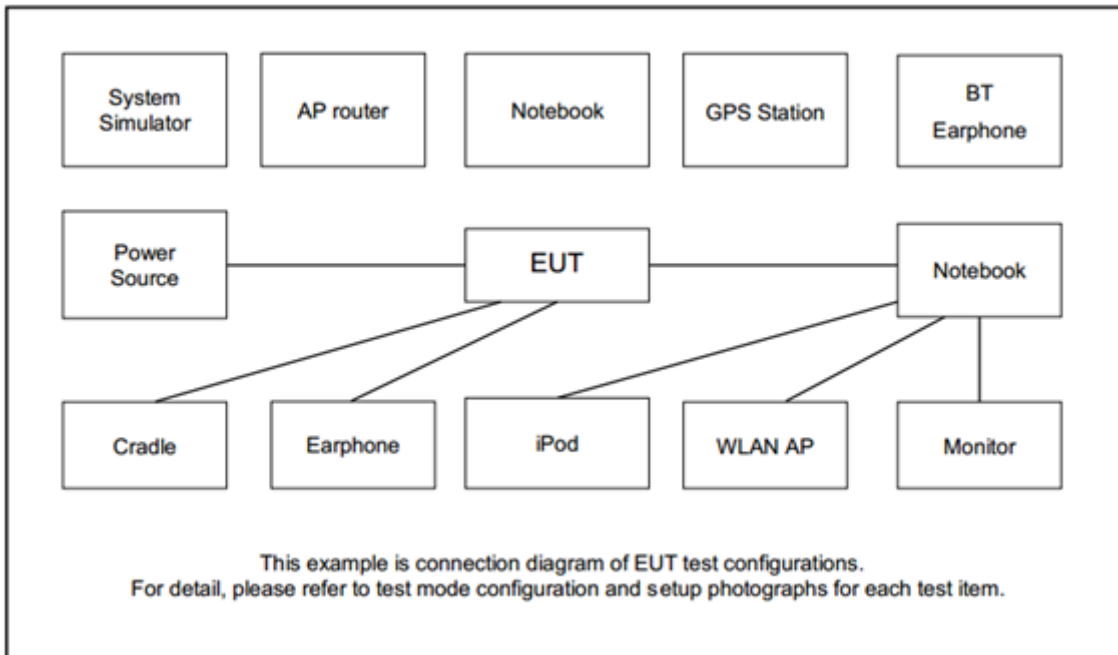 System
Simulator
AP router
Notebook
GPS Station
BT
Earphone
Power
Source
EUT
Notebook
Cradle
Earphone
iPod
WLAN AP
Monitor
This example is connection diagram of EUT test configurations.
For detail, please refer to test mode configuration and setup photographs for each test item.